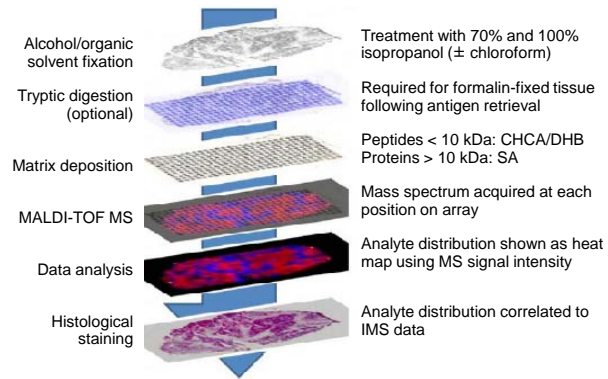 Alcohol/organic
solvent fixation
Treatment with 70% and 100%
isopropanol (± chloroform)
Tryptic digestion
(optional)
Required for formalin-fixed tissue
following antigen retrieval
Matrix deposition
Peptides < 10 kDa: CHCA/DHB
Proteins > 10 kDa: SA
MALDI-TOF MS
Mass spectrum acquired at each
position on array
Data analysis
Analyte distribution shown as heat
map using MS signal intensity
Histological
staining
Analyte distribution correlated to
IMS data